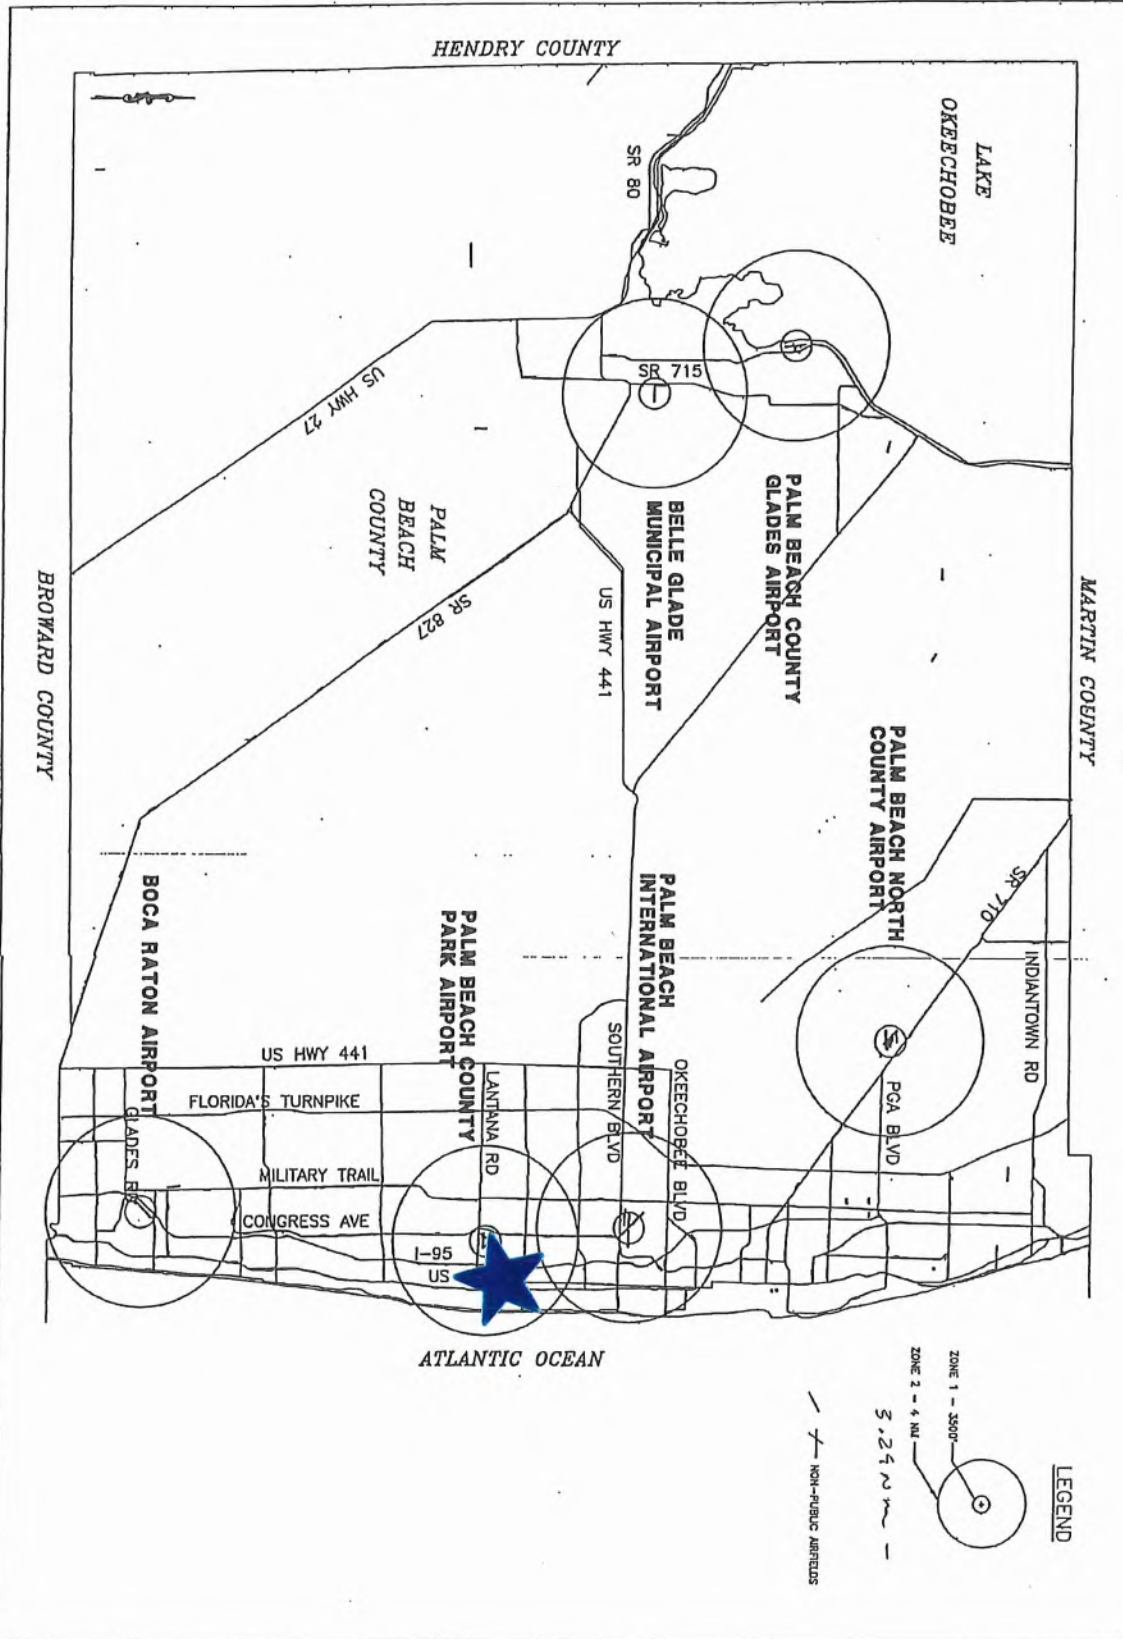 HENDRY COUNTY
LAKE
OKEECHOBEE
SR 80
SR 715
US HWY 27
PALM
BEACH
COUNTY
BELLE GLADE
MUNICIPAL AIRPORT
PALM BEACH COUNTY
GLADES AIRPORT
MARTIN COUNTY
BROWARD COUNTY
SR 827
US HWY 441
PALM BEACH NORTH
COUNTY AIRPORT
SR 710
INDIANTOWN RD
BOCA RATON AIRPORT
PALM BEACH COUNTY
PARK AIRPORT
PALM BEACH
INTERNATIONAL AIRPORT
US HWY 441
FLORIDA'S TURNPIKE
GLADES RD
LANTANA RD
SOUTHERN BLVD
OKEECHOBEE BLVD
PGA BLVD
MILITARY TRAIL
CONGRESS AVE
I-95
US
ATLANTIC OCEAN
LEGEND
ZONE 1 - 3500'
ZONE 2 - 4 NM
NON-PUBLIC AIRFIELDS